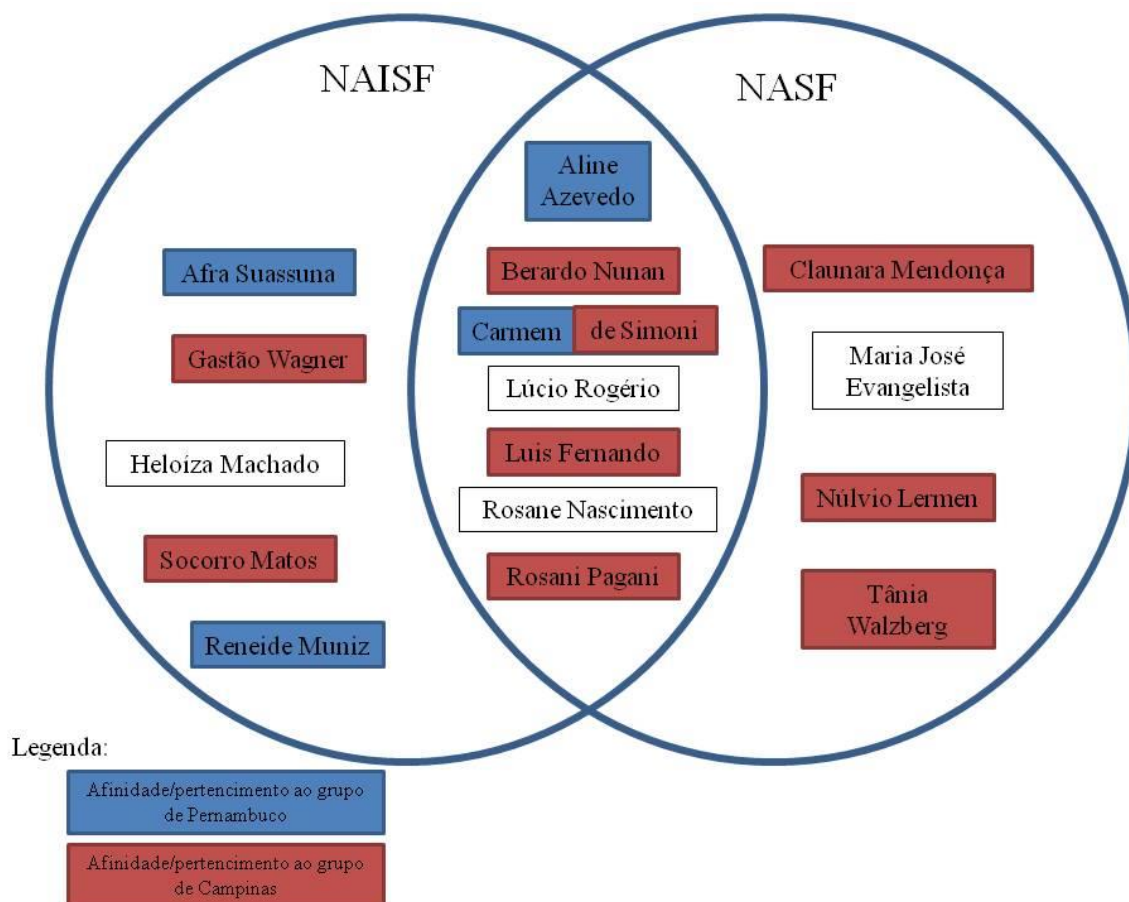 NAISF
NASF
Aline
Azevedo
Afra Suassuna
Berardo Nunan
Claunara Mendonça
Carmem de Simoni
Gastão Wagner
Maria José
Evangelista
Lúcio Rogério
Heloíza Machado
Luis Fernando
Rosane Nascimento
Núlvio Lermen
Socorro Matos
Rosani Pagani
Tânia
Walzberg
Reneide Muniz
Legenda:
Afinidade/pertencimento ao grupo
de Pernambuco
Afinidade/pertencimento ao grupo
de Campinas